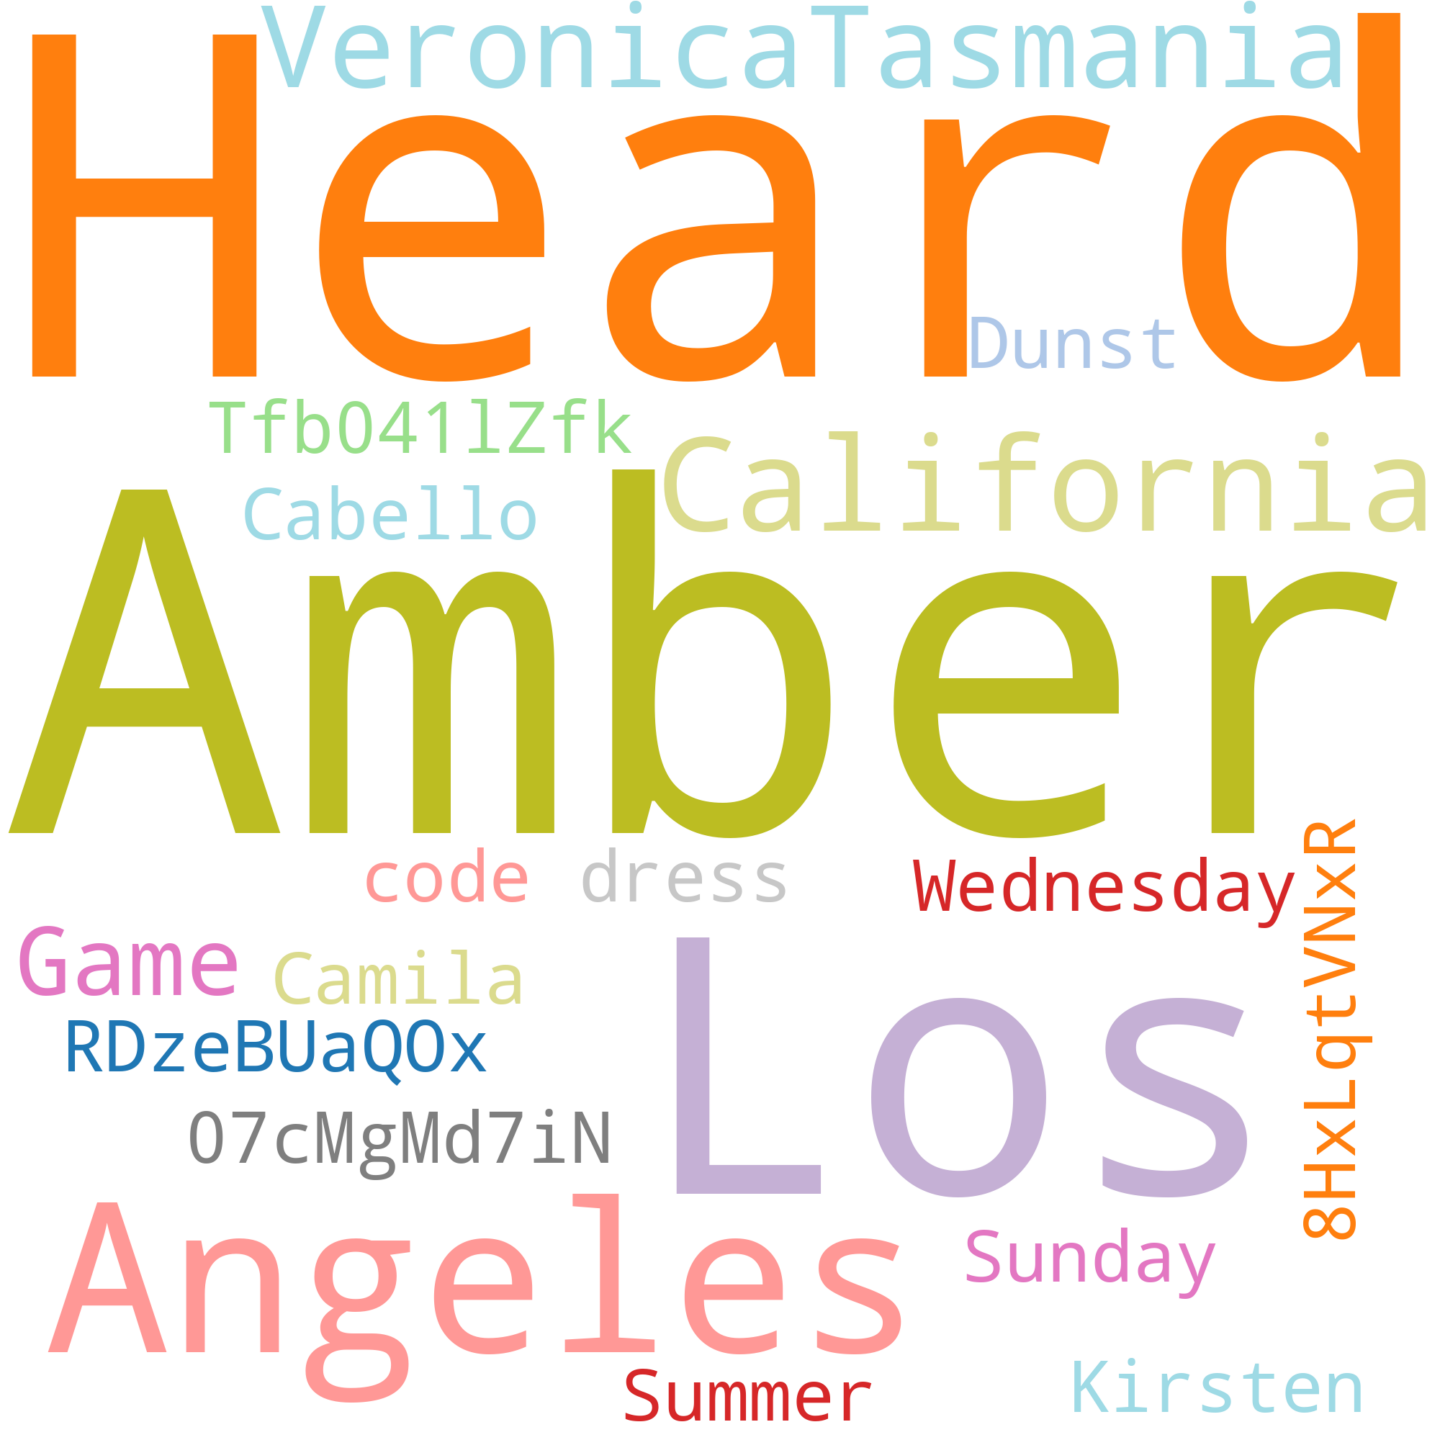 VeronicaTasmania
Heard
Dunst
Tfb041lZfk
California
Cabello
Amber
code dress
Wednesday
8HxLqtVNxR
Game
Camila
Los
RDzeBUaQOx
07cMgMd7iN
Angeles
Sunday
Summer
Kirsten